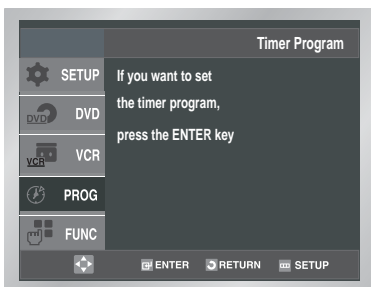 Timer Program
SETUP
If you want to set
DVD
DVD
the timer program,
press the ENTER key
VCR
VCR
PROG
FUNC
ENTER
RETURN
SETUP